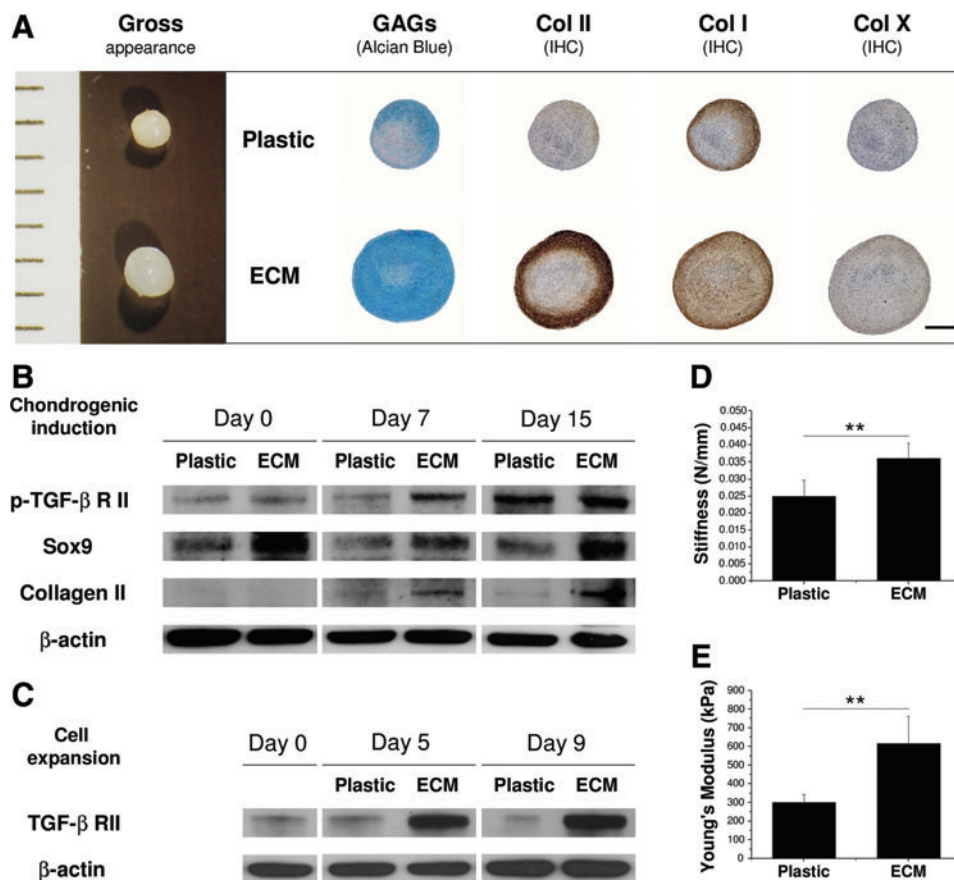 A
Gross
appearance
GAGs
(Alcian Blue)
Col II
(IHC)
Col I
(IHC)
Col X
(IHC)
Plastic
ECM
B
Chondrogenic
induction
Day 0 Day 7 Day 15
Plastic ECM Plastic ECM Plastic ECM
p-TGF-β R II
Sox9
Collagen II
β-actin
C
Cell
expansion
Day 0 Day 5 Day 9
Plastic ECM Plastic ECM
TGF-β RII
β-actin
D
Stiffness (N/mm)
0.050
0.045
0.040
0.035
0.030
0.025
0.020
0.015
0.010
0.005
0.000
**
Plastic ECM
E
Young's Modulus (kPa)
900
800
700
600
500
400
300
200
100
0
**
Plastic ECM